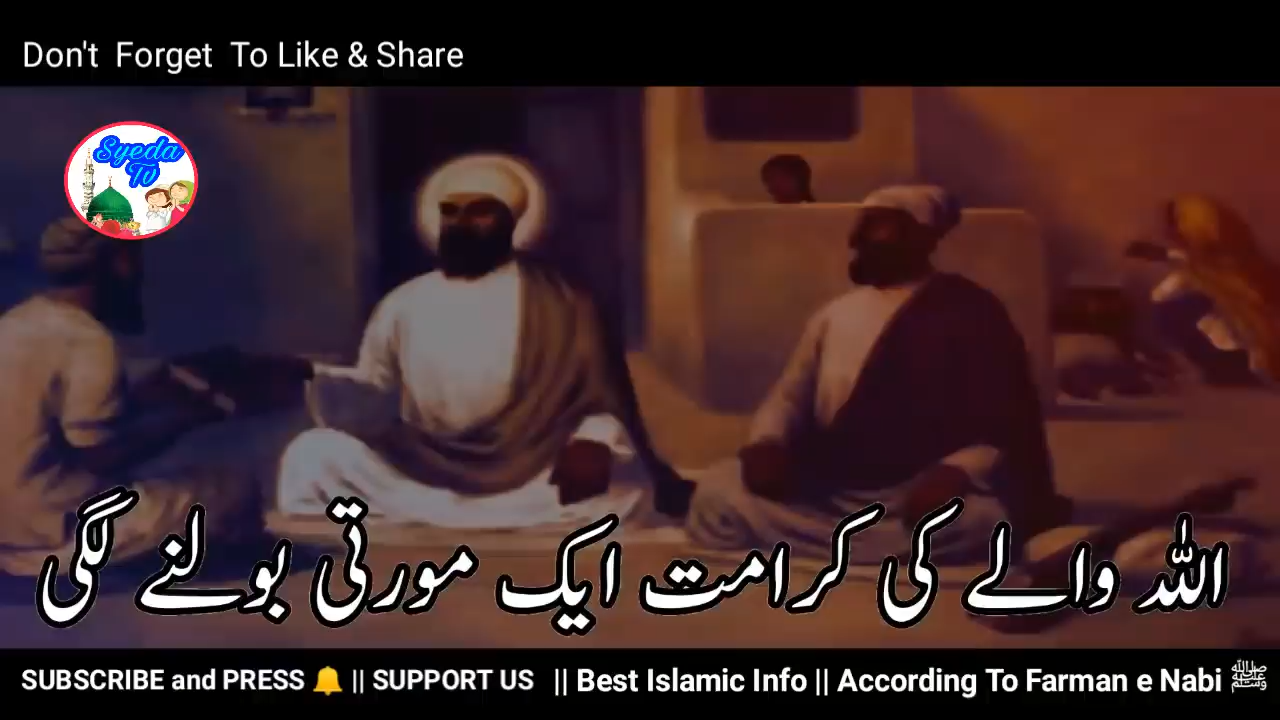 Don't Forget To Like & Share
Syeda
Tv
اللہ والے کی کرامت ایک مورتی بولنے لگی
SUBSCRIBE and PRESS 🔔 || SUPPORT US || Best Islamic Info || According To Farman e Nabi ﷺ